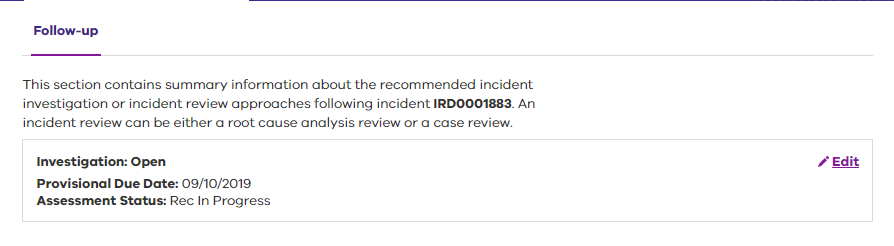 Follow-up
This section contains summary information about the recommended incident
investigation or incident review approaches following incident IRD0001883. An
incident review can be either a root cause analysis review or a case review.
Investigation: Open
Edit
Provisional Due Date: 09/10/2019
Assessment Status: Rec In Progress